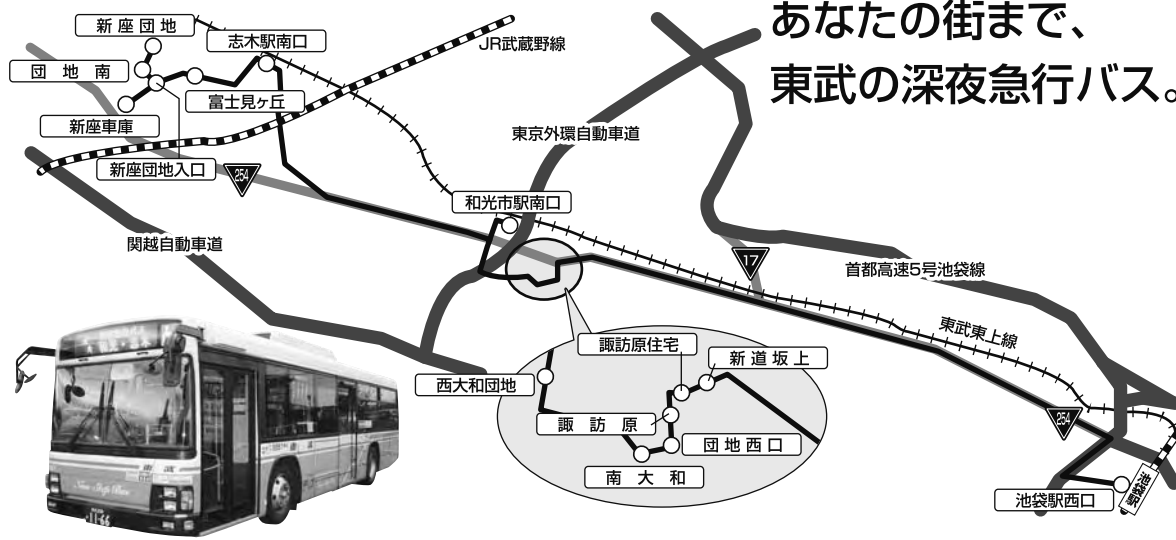 あなたの街まで、
東武の深夜急行バス。
新座団地
志木駅南口
JR武蔵野線
団地南
富士見ヶ丘
新座車庫
東京外環自動車道
新座団地入口
254
和光市駅南口
関越自動車道
17
首都高速5号池袋線
東武東上線
諏訪原住宅
新道坂上
西大和団地
諏訪原
団地西口
南大和
254
池袋駅
池袋駅西口
New Soft Bus
・1166